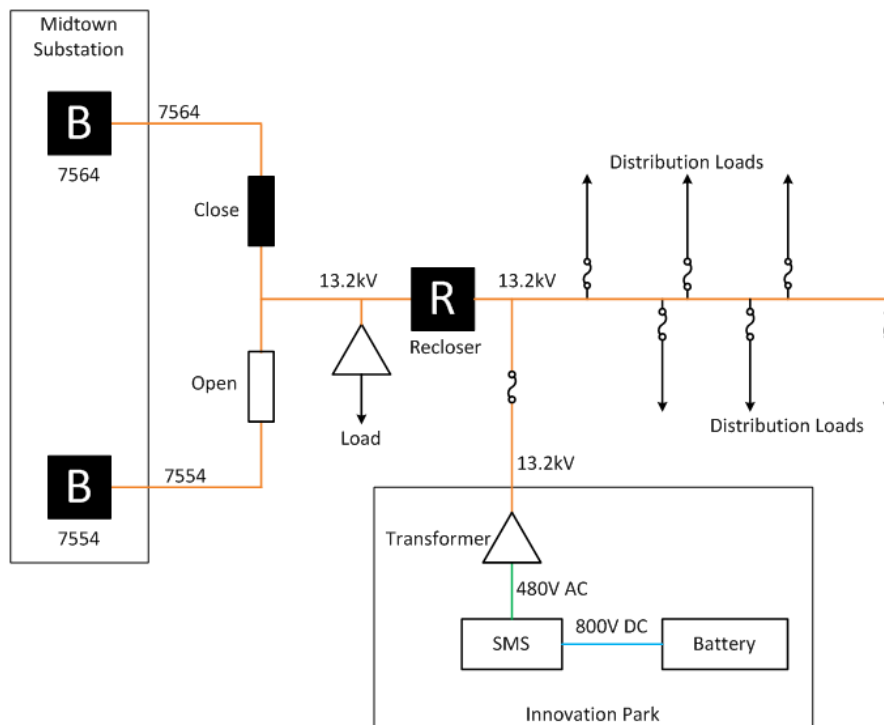 Midtown
Substation
B
7564
7564
Close
Distribution Loads
13.2kV
R
13.2kV
Recloser
Open
Load
Distribution Loads
B
7554
7554
13.2kV
Transformer
480V AC
SMS
800V DC
Battery
Innovation Park